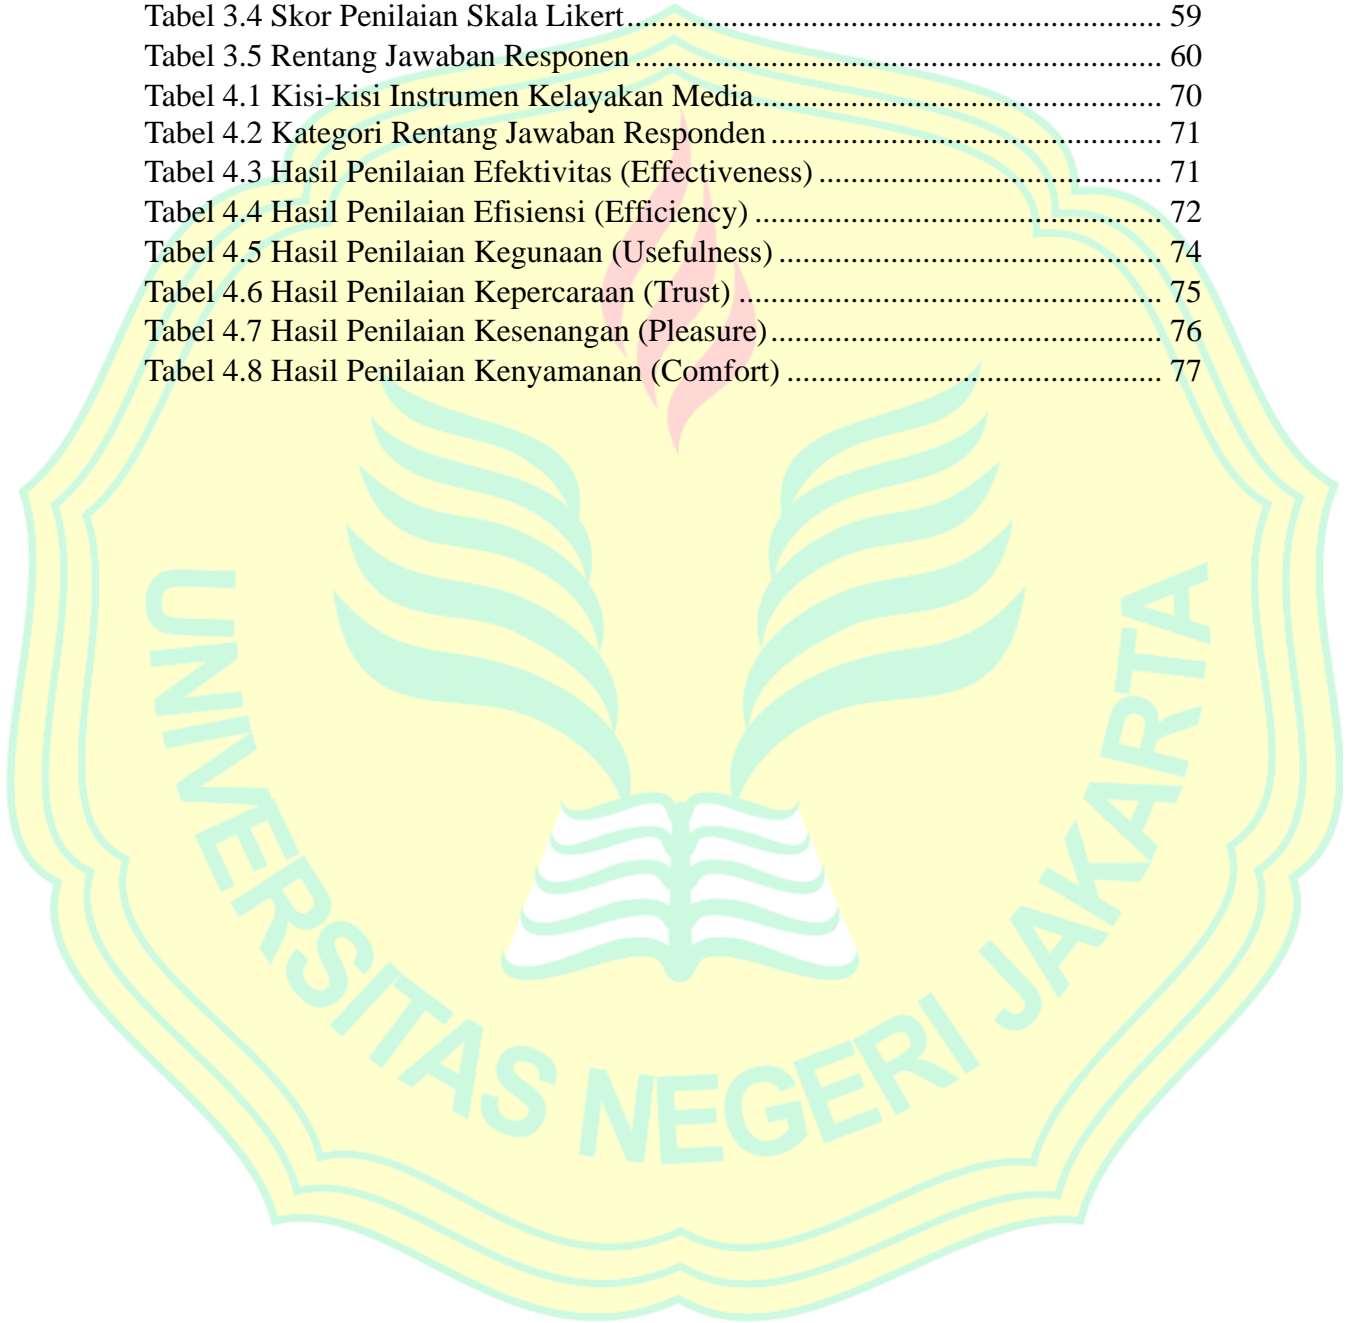 Tabel 3.4 Skor Penilaian Skala Likert................................................................. 59
Tabel 3.5 Rentang Jawaban Responen................................................................ 60
Tabel 4.1 Kisi-kisi Instrumen Kelayakan Media.................................................. 70
Tabel 4.2 Kategori Rentang Jawaban Responden................................................ 71
Tabel 4.3 Hasil Penilaian Efektivitas (Effectiveness).......................................... 71
Tabel 4.4 Hasil Penilaian Efisiensi (Efficiency).................................................. 72
Tabel 4.5 Hasil Penilaian Kegunaan (Usefulness)............................................... 74
Tabel 4.6 Hasil Penilaian Kepercaraan (Trust).................................................... 75
Tabel 4.7 Hasil Penilaian Kesenangan (Pleasure)................................................ 76
Tabel 4.8 Hasil Penilaian Kenyamanan (Comfort).............................................. 77
UNIVERSITAS NEGERI JAKARTA